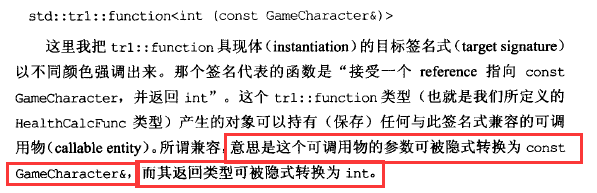 std::tr1::function<int (const GameCharacter&)>
这里我把 tr1::function 具现体(instantiation)的目标签名式(target signature)
以不同颜色强调出来。那个签名代表的函数是“接受一个 reference 指向 const
GameCharacter，并返回 int”。这个 tr1::function 类型（也就是我们所定义的
HealthCalcFunc 类型）产生的对象可以持有（保存）任何与此签名式兼容的可调
用物(callable entity)。所谓兼容，意思是这个可调用物的参数可被隐式转换为 const
GameCharacter&，而其返回类型可被隐式转换为 int。